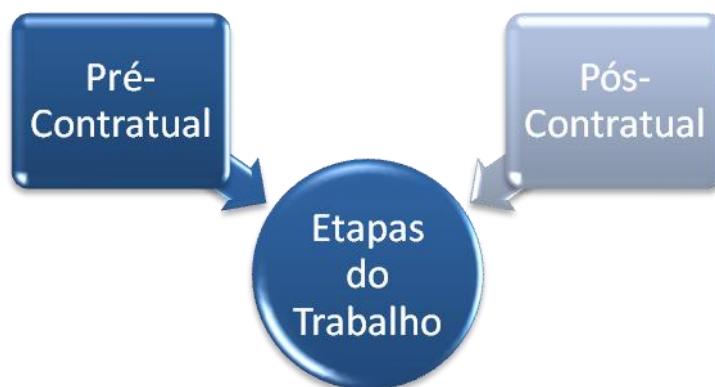 Pré-
Contratual
Pós-
Contratual
Etapas
do
Trabalho